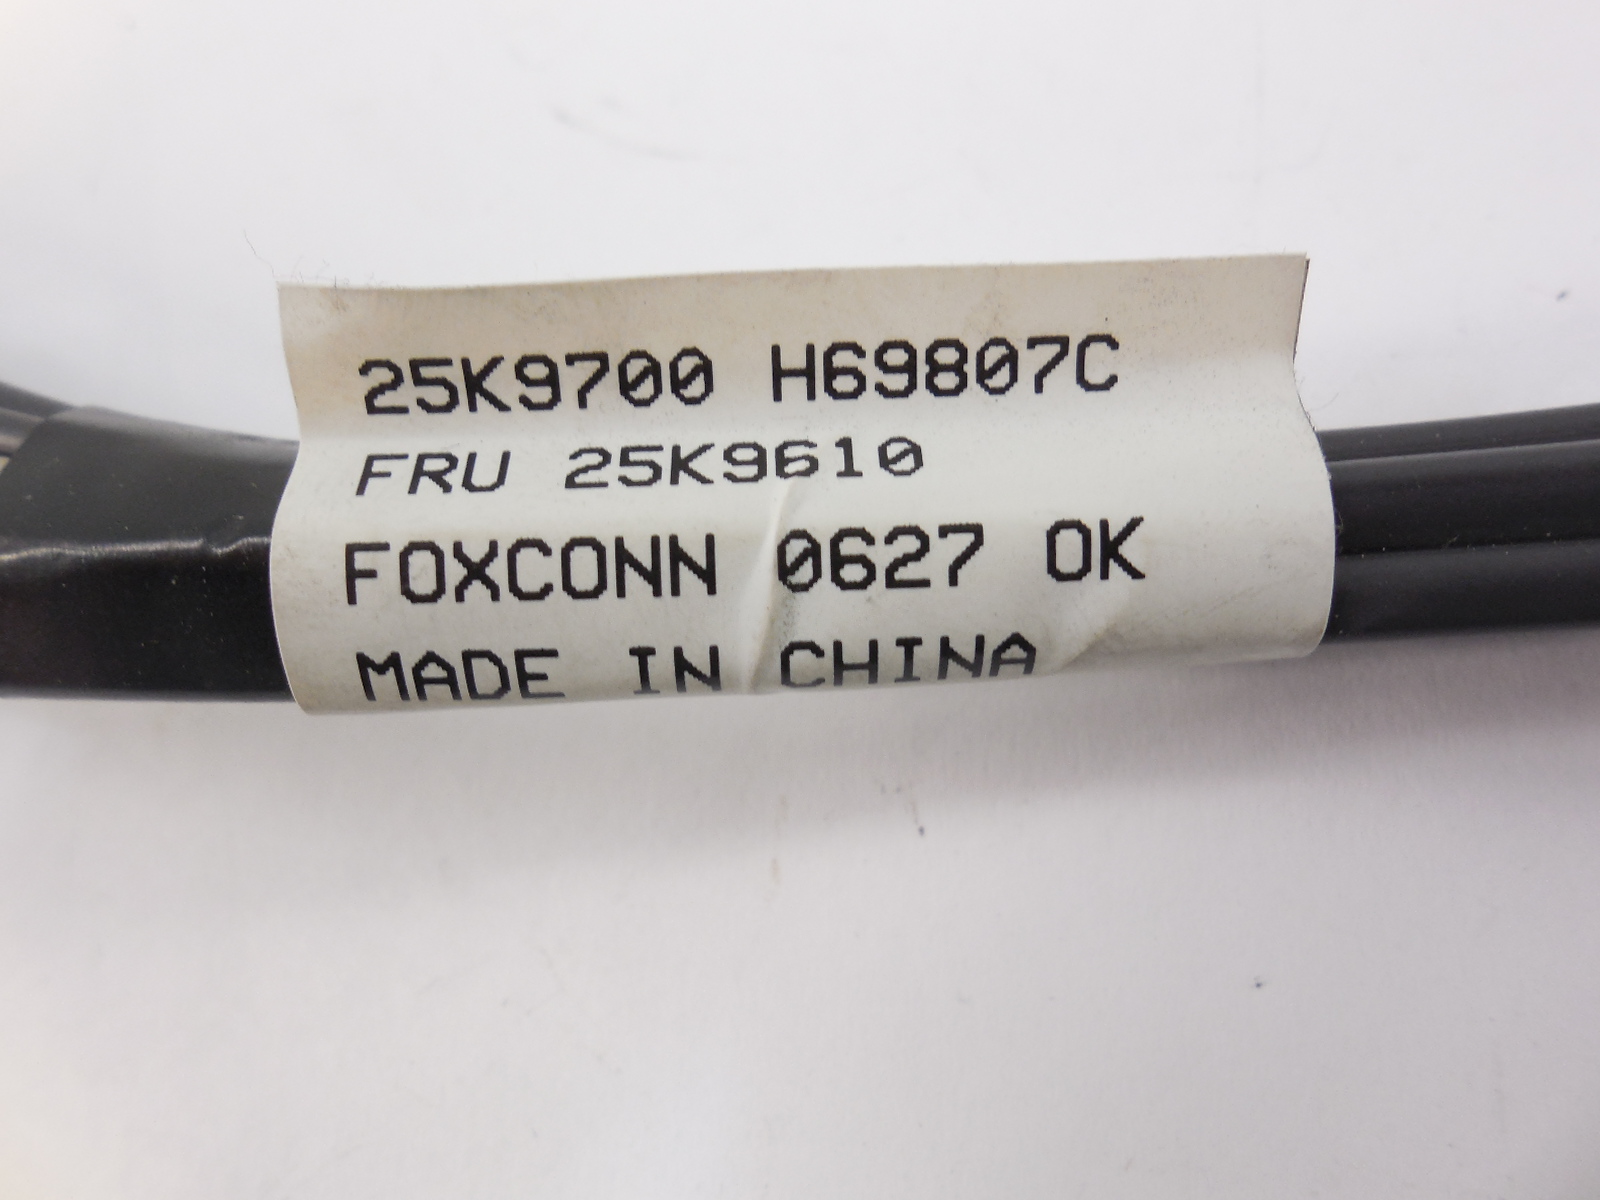 25K9700 H69807C
FRU 25K9610
FOXCONN 0627 OK
MADE IN CHINA